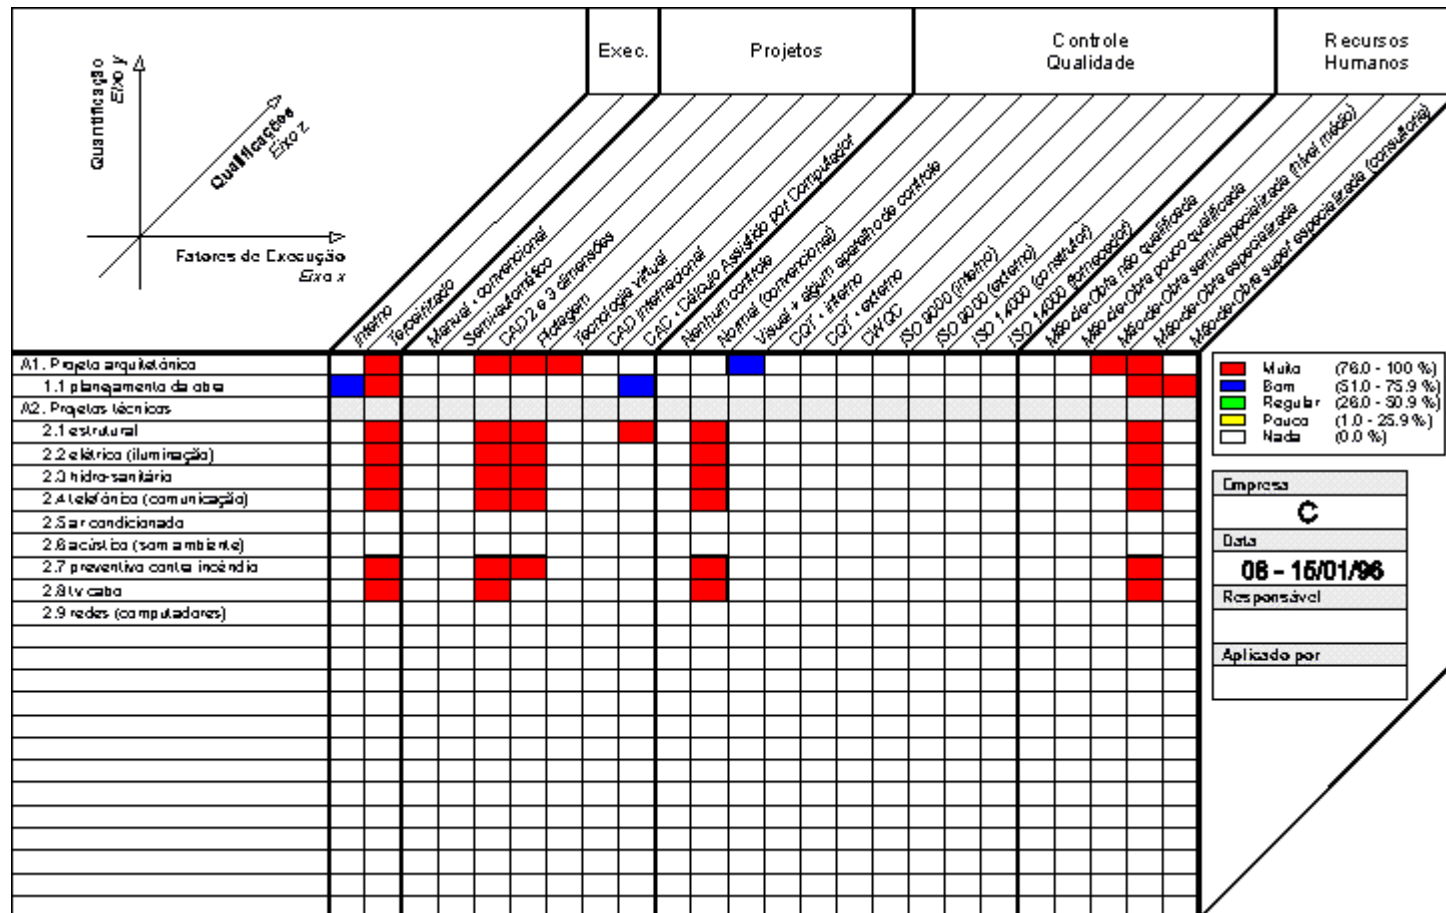 Exec.
Projetos
Controle
Qualidade
Recursos
Humanos
Quantificação
Eixo y
Qualificações
Eixo z
Fatores de Execução
Eixo x
Interno
Terceirizado
Manual - convencional
Semi-automático
CAD 2 e 3 dimensões
Plotagem
Tecnologia virtual
CAD Internacional
CAC - Cálculo Assistido por Computador
Nenhum controle
Normal (convencional)
Visual + algum aparelho de controle
CQT - interno
CQT - externo
CWQC
ISO 9000 (interno)
ISO 9000 (externo)
ISO 14000 (construtor)
ISO 14000 (fornecedor)
Mão-de-Obra não qualificada
Mão-de-Obra pouco qualificada
Mão-de-Obra semi-especializada (nível médio)
Mão-de-Obra especializada
Mão-de-Obra super especializada (consultoria)
A1. Projeto arquitetônico
1.1 planejamento da obra
A2. Projetos técnicos
2.1 estrutural
2.2 elétrica (iluminação)
2.3 hidro-sanitário
2.4 telefônico (comunicação)
2.5 ar condicionado
2.6 acústico (som ambiente)
2.7 preventivo contra incêndio
2.8 tv cabo
2.9 redes (computadores)
Muito (76.0 - 100 %)
Bom (51.0 - 75.9 %)
Regular (26.0 - 50.9 %)
Pouco (1.0 - 25.9 %)
Nada (0.0 %)
Empresa
C
Data
08 - 15/01/96
Responsável
Aplicado por